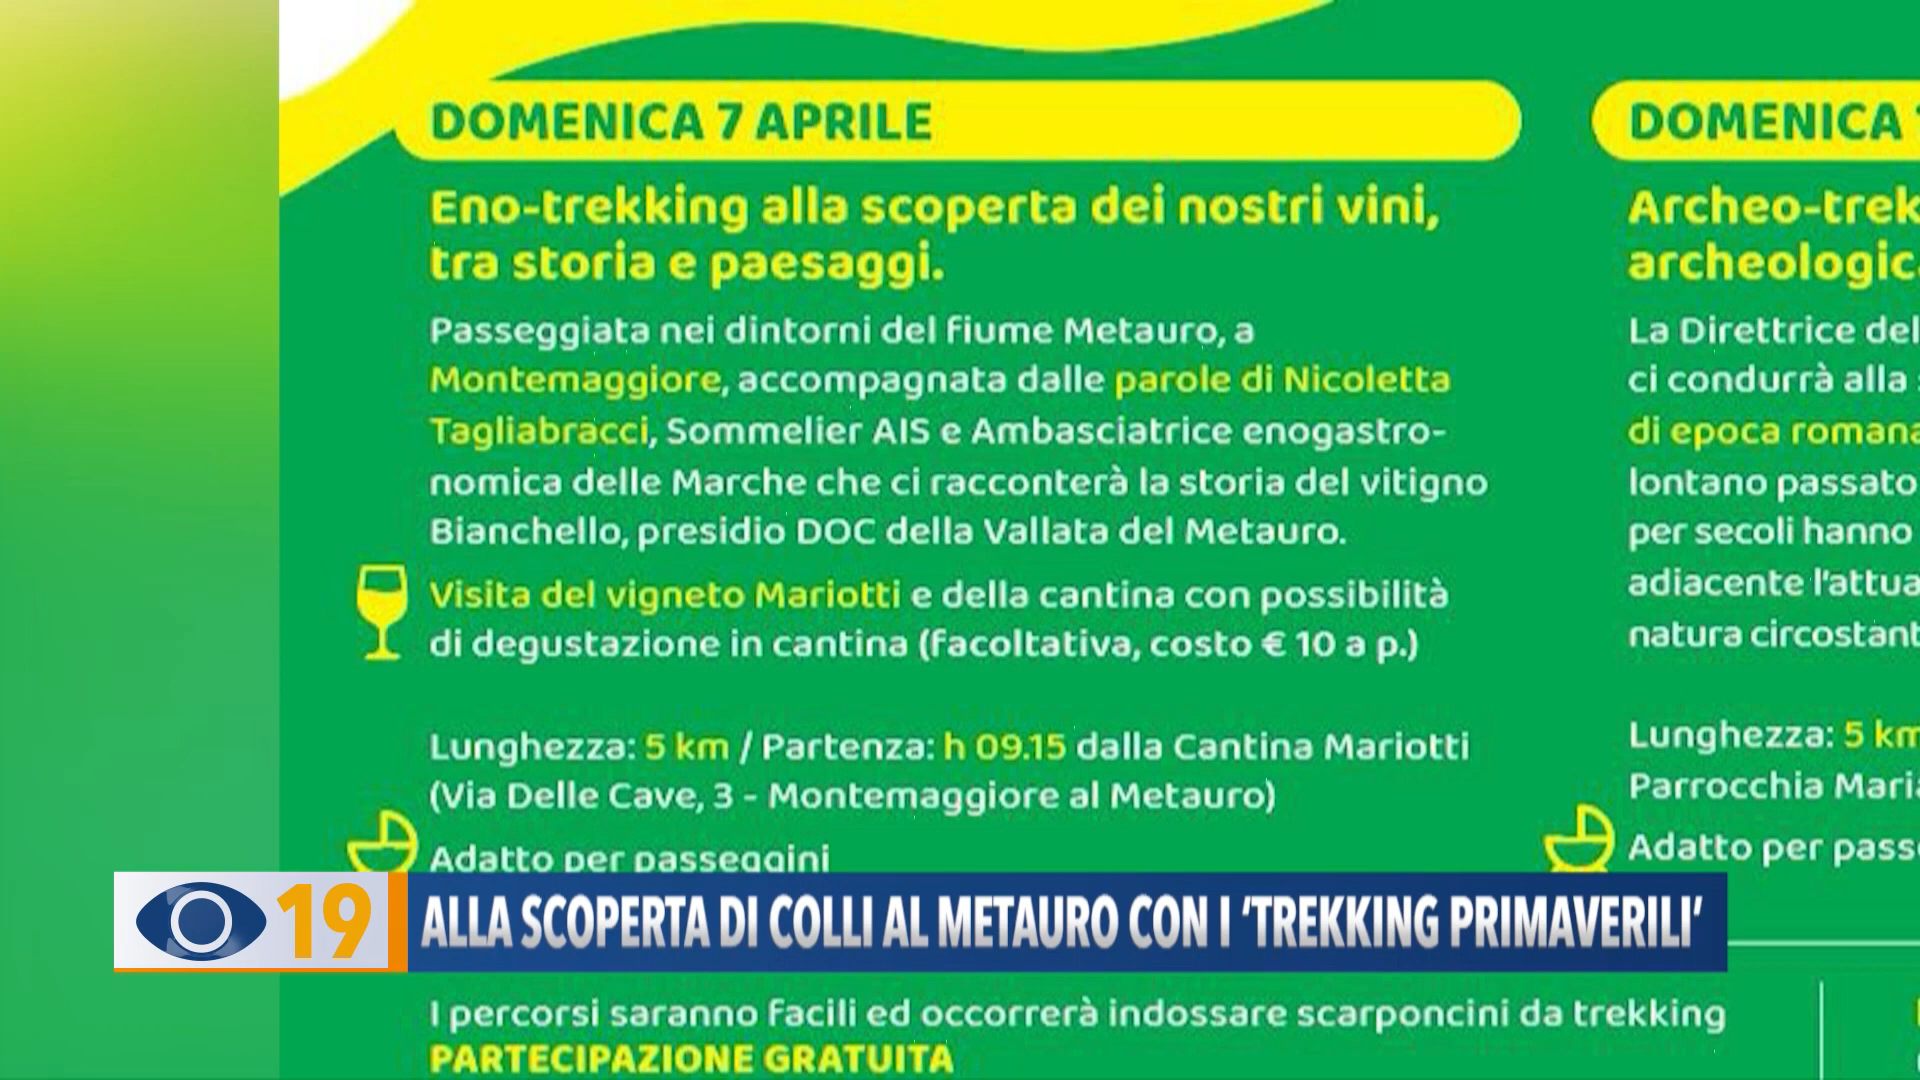 DOMENICA 7 APRILE
Eno-trekking alla scoperta dei nostri vini,
tra storia e paesaggi.
Passeggiata nei dintorni del fiume Metauro, a
Montemaggiore, accompagnata dalle parole di Nicoletta
Tagliabracci, Sommelier AIS e Ambasciatrice enogastro-
nomica delle Marche che ci racconterà la storia del vitigno
Bianchello, presidio DOC della Vallata del Metauro.
Visita del vigneto Mariotti e della cantina con possibilità
di degustazione in cantina (facoltativa, costo € 10 a p.)
Lunghezza: 5 km / Partenza: h 09.15 dalla Cantina Mariotti
(Via Delle Cave, 3 - Montemaggiore al Metauro)
Adatto per passeggini
DOMENICA
Archeo-trek
archeologic
La Direttrice del
ci condurrà alla
di epoca romana
lontano passato
per secoli hanno
adiacente l'attua
natura circostant
Lunghezza: 5 km
Parrocchia Mari
Adatto per pass
19 ALLA SCOPERTA DI COLLI AL METAURO CON I 'TREKKING PRIMAVERILI'
I percorsi saranno facili ed occorrerà indossare scarponcini da trekking
PARTECIPAZIONE GRATUITA